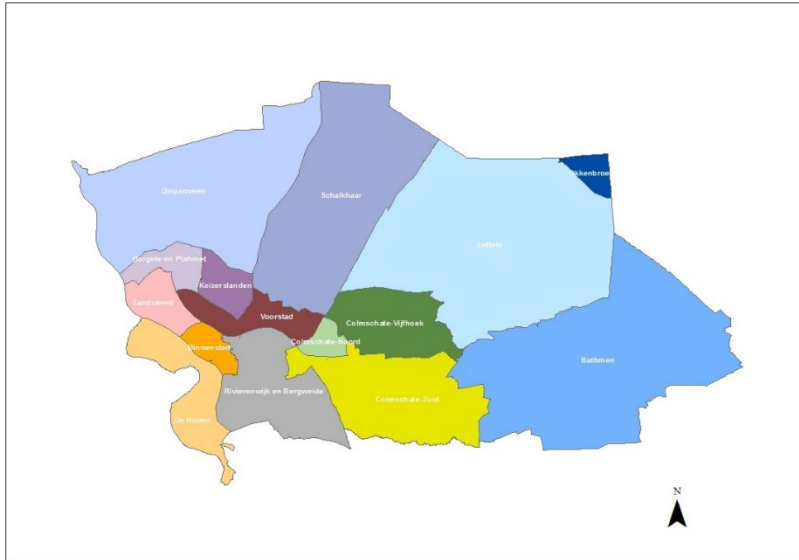 Okkenbroek
Diepenveen
Schalkhaar
Lettele
Borgele en Platvoet
Keizerslanden
Zandweerd
Voorstad
Colmschate-Vijfhoek
Binnenstad
Colmschate-Noord
Bathmen
Rivierenwijk en Bergweide
Colmschate-Zuid
De Hoven
N